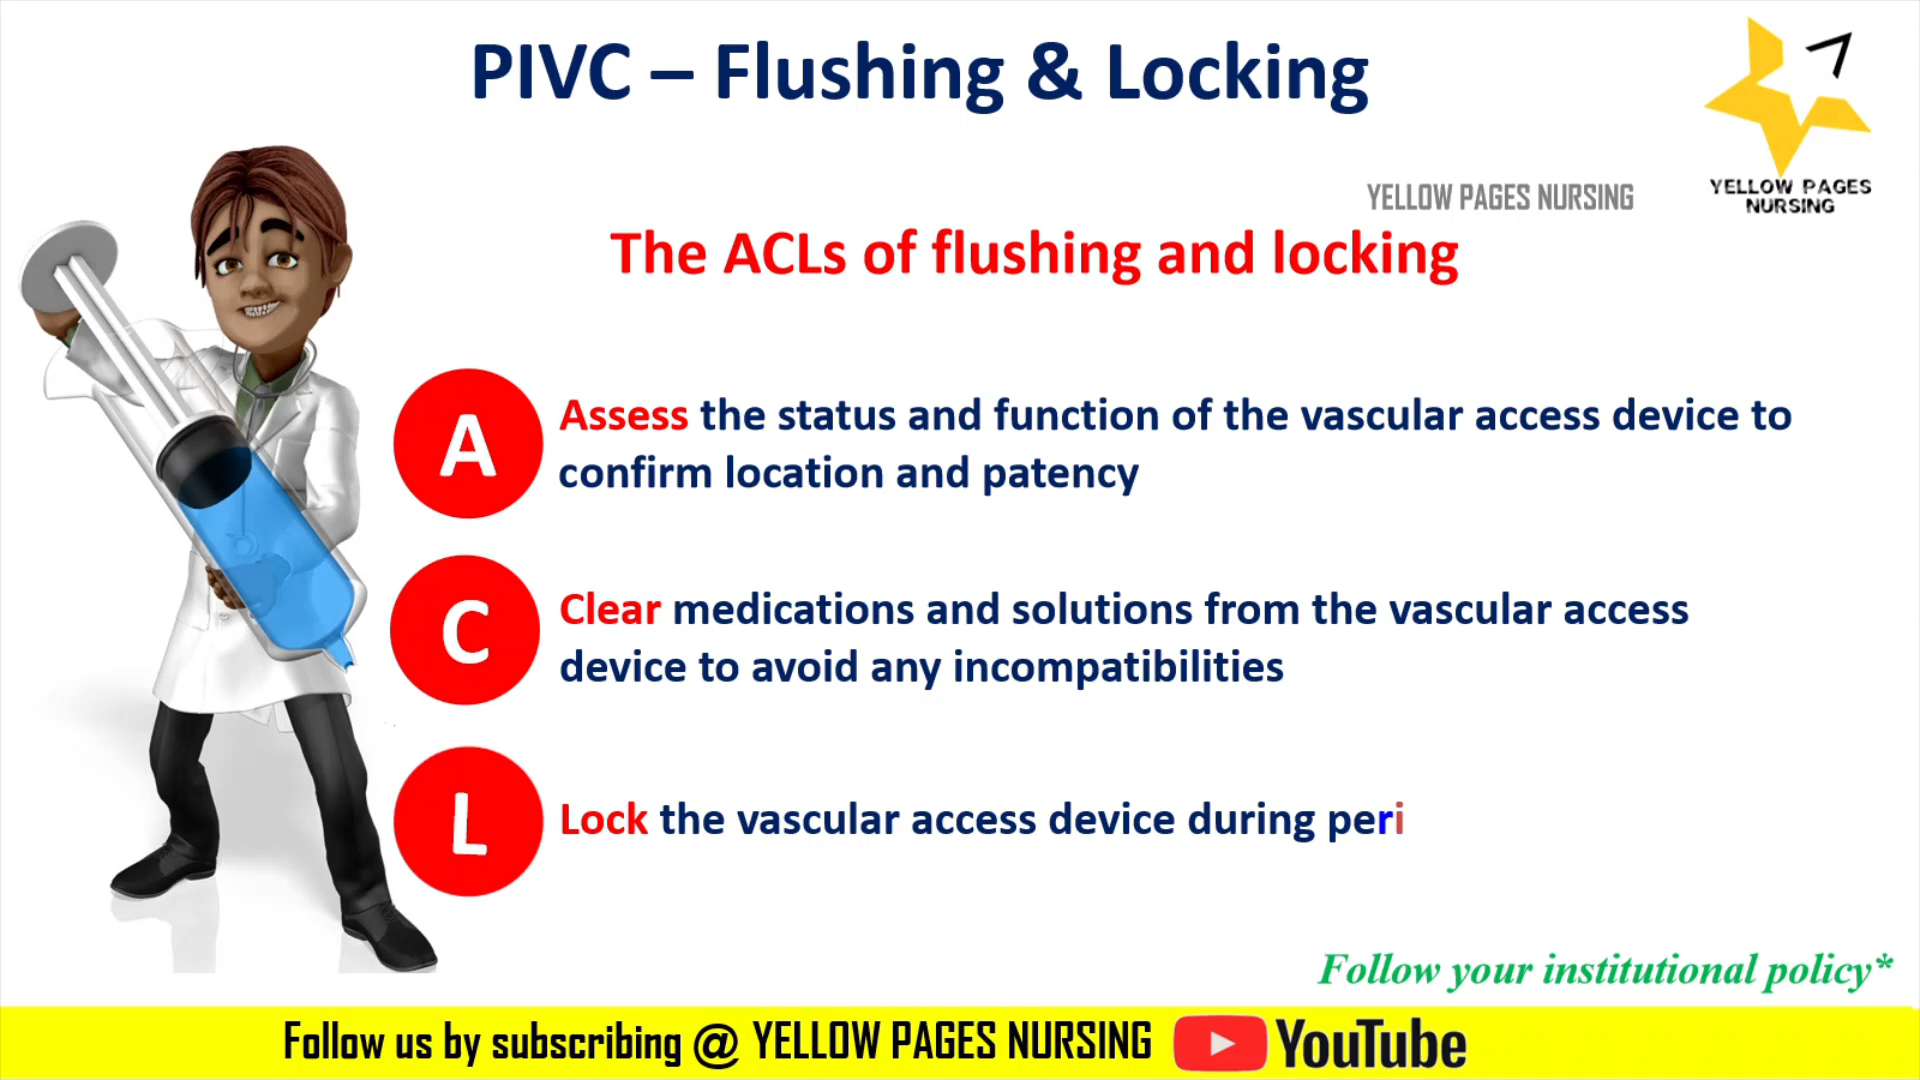 PIVC – Flushing & Locking
YELLOW PAGES
NURSING
YELLOW PAGES NURSING
The ACLs of flushing and locking
A
Assess the status and function of the vascular access device to
confirm location and patency
C
Clear medications and solutions from the vascular access
device to avoid any incompatibilities
L
Lock the vascular access device during peri
Follow your institutional policy*
Follow us by subscribing @ YELLOW PAGES NURSING YouTube